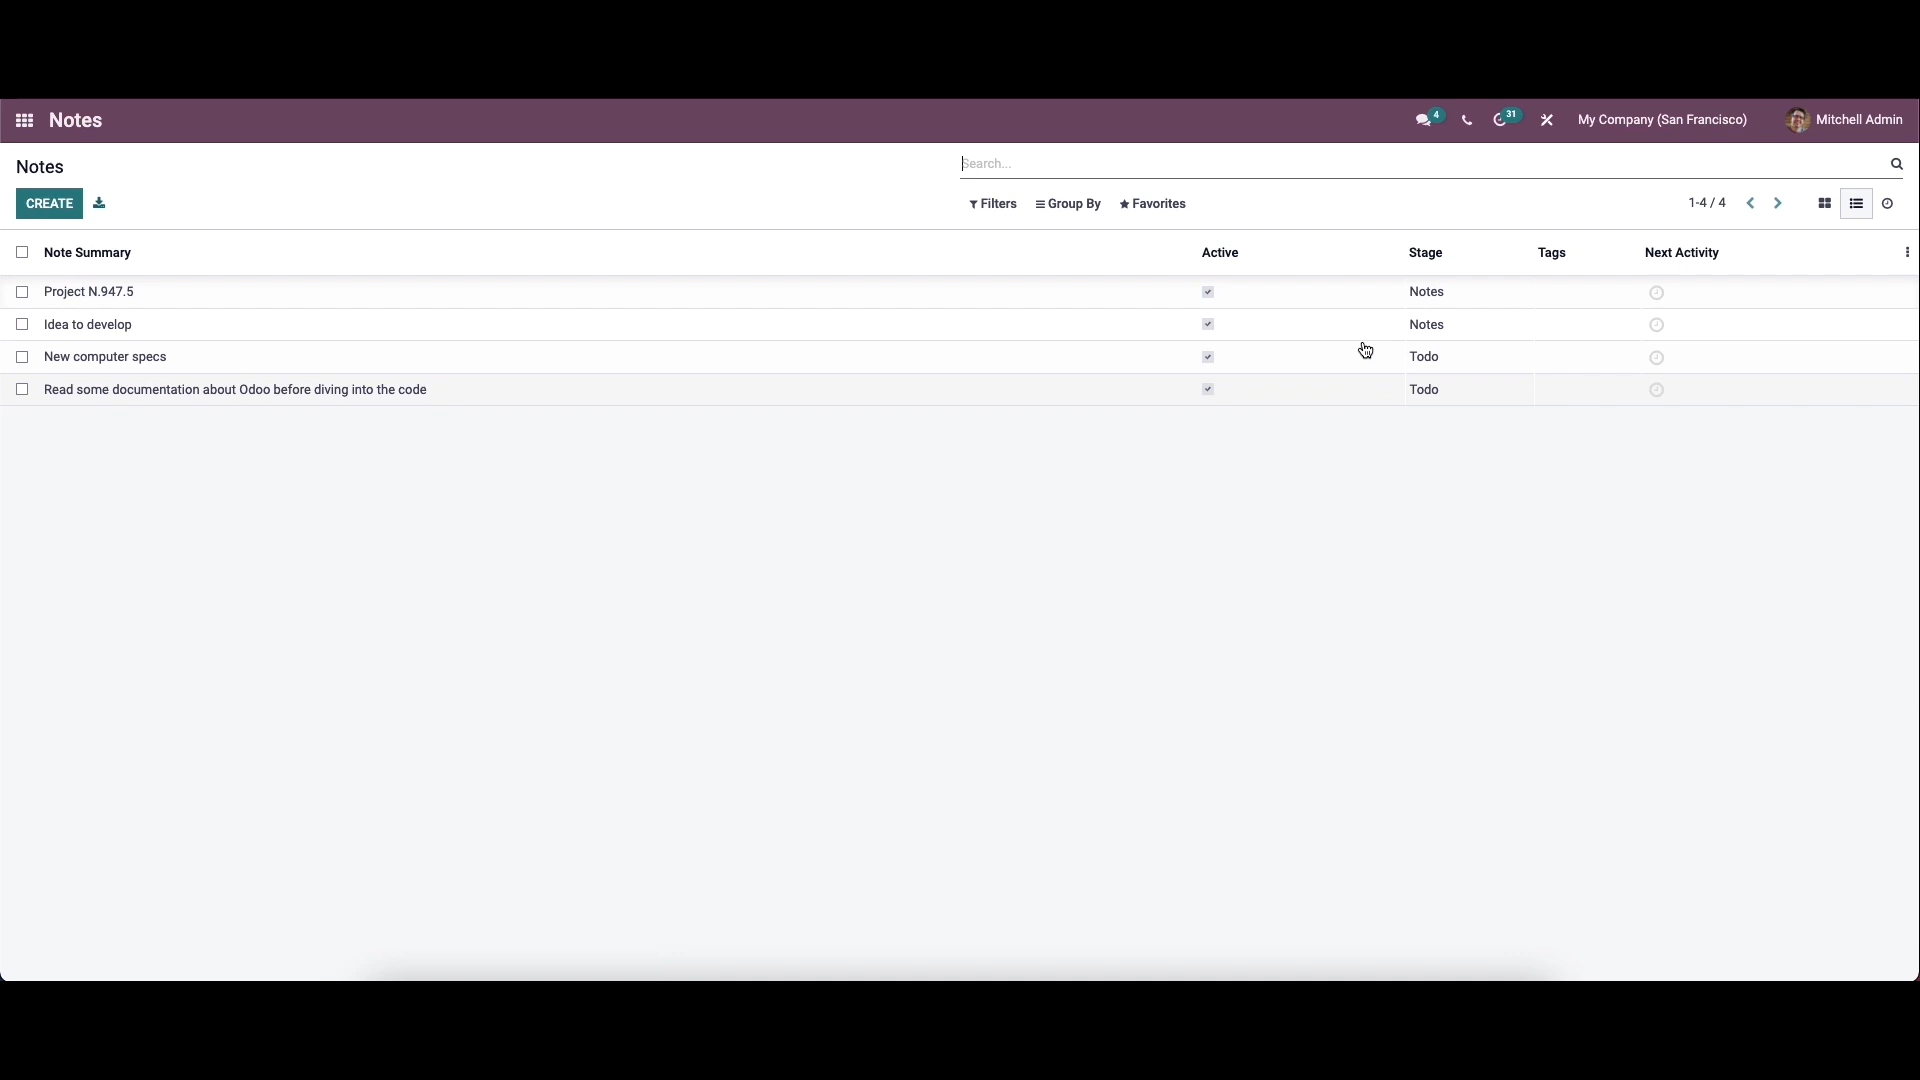 Notes 4 31 My Company (San Francisco) Mitchell Admin
Notes Search...
CREATE Filters Group By Favorites 1-4 / 4
Note Summary Active Stage Tags Next Activity
Project N.947.5 Notes
Idea to develop Notes
New computer specs Todo
Read some documentation about Odoo before diving into the code Todo